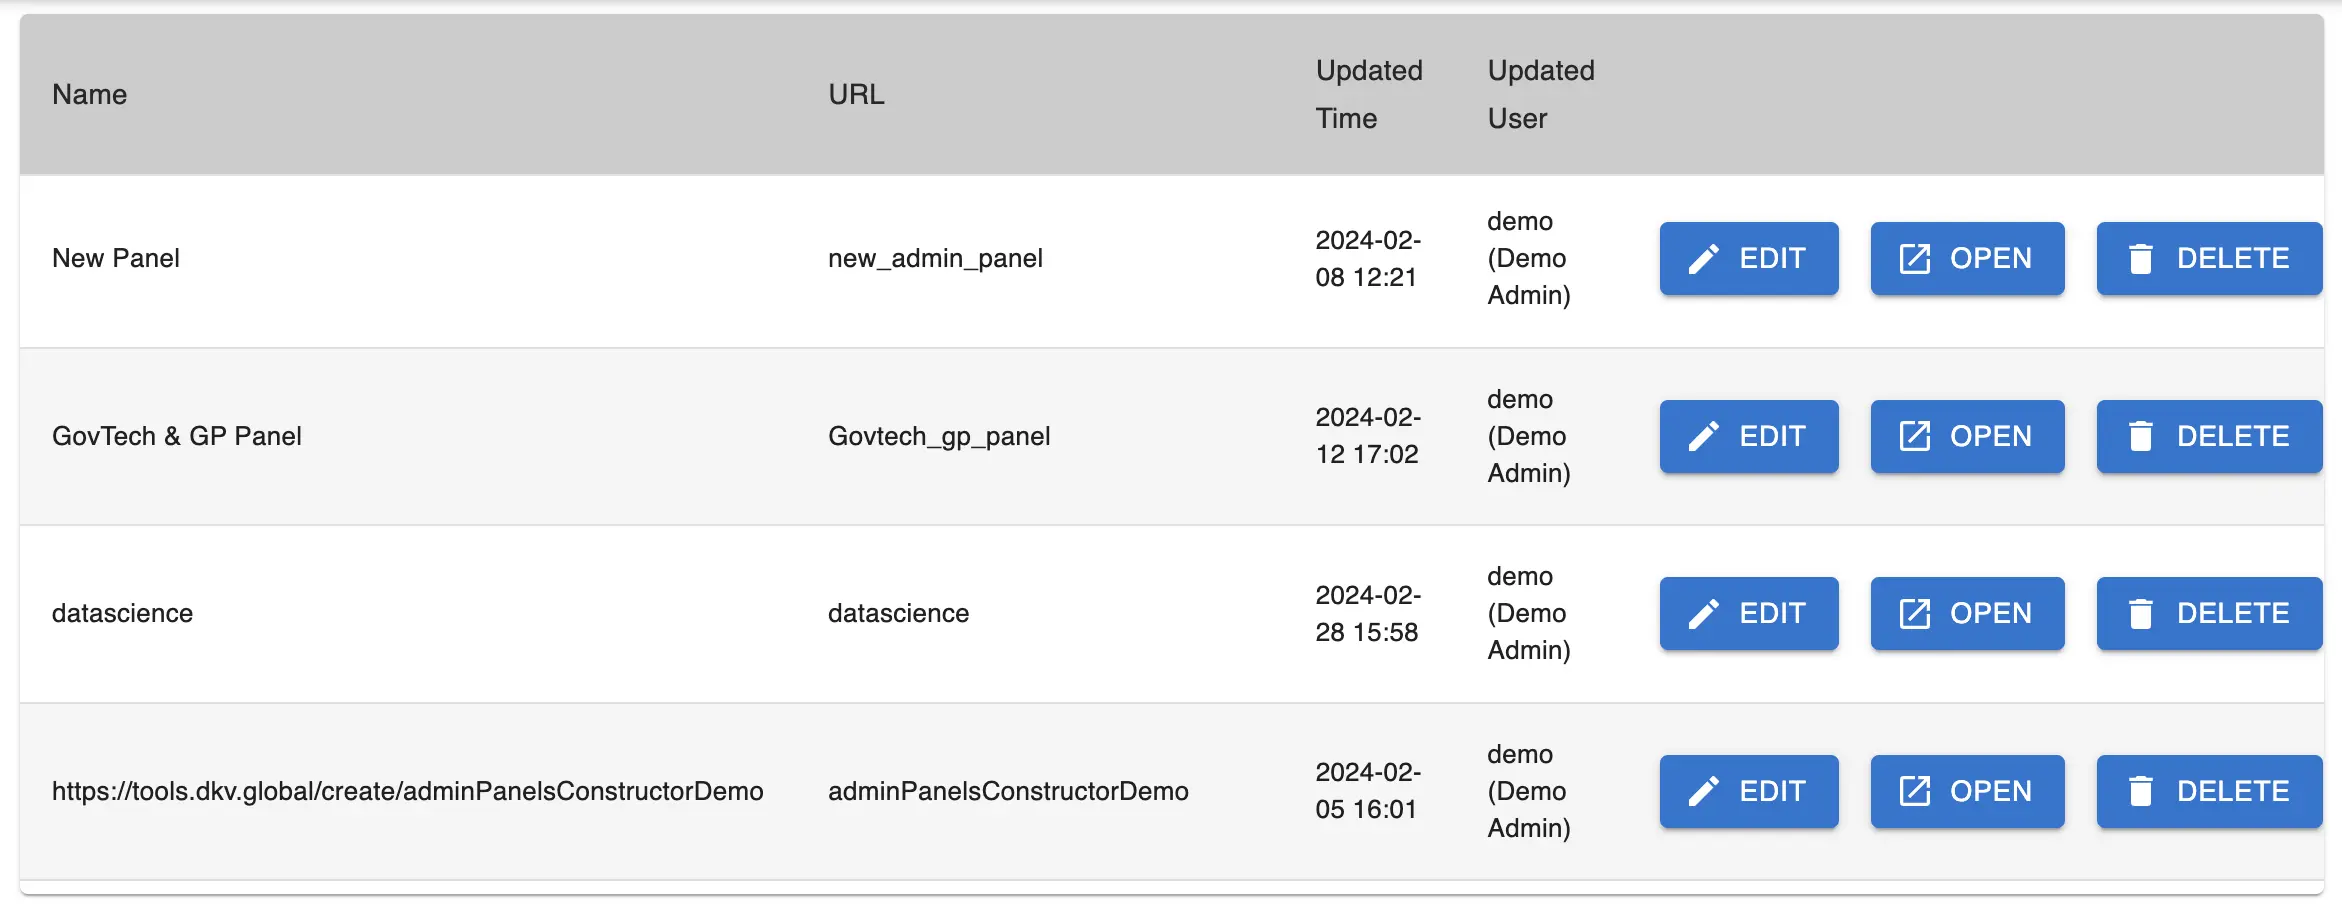 Name
URL
Updated
Time
Updated
User
New Panel
new_admin_panel
2024-02-
08 12:21
demo
(Demo
Admin)
EDIT
OPEN
DELETE
GovTech & GP Panel
Govtech_gp_panel
2024-02-
12 17:02
demo
(Demo
Admin)
EDIT
OPEN
DELETE
datascience
datascience
2024-02-
28 15:58
demo
(Demo
Admin)
EDIT
OPEN
DELETE
https://tools.dkv.global/create/adminPanelsConstructorDemo
adminPanelsConstructorDemo
2024-02-
05 16:01
demo
(Demo
Admin)
EDIT
OPEN
DELETE